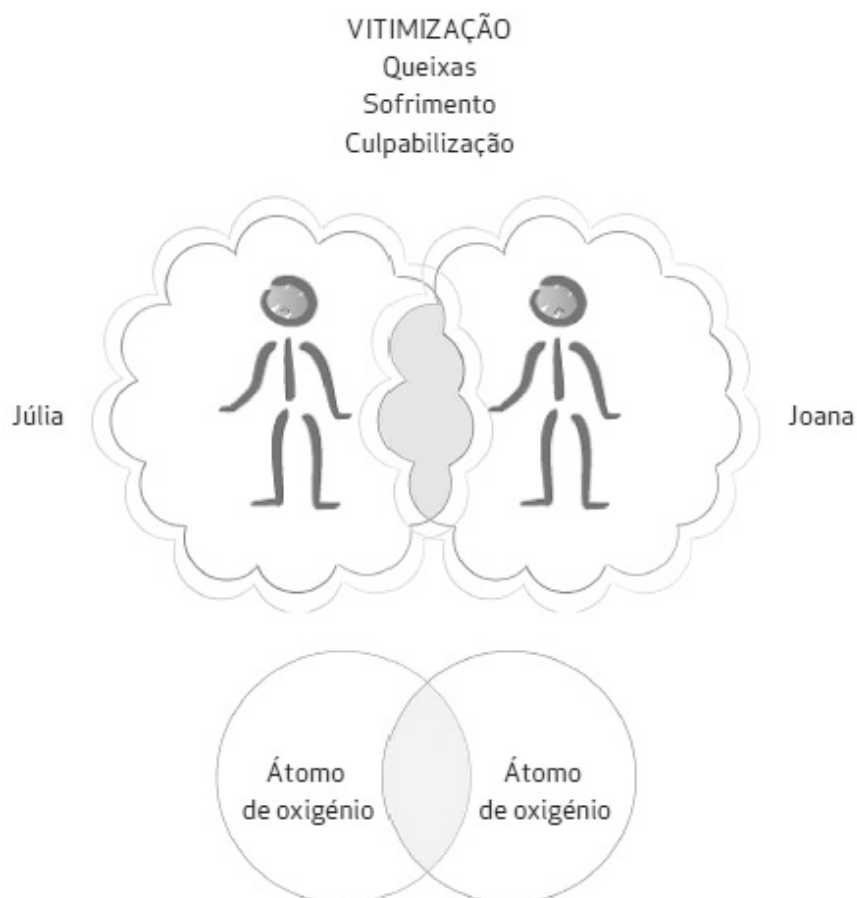 VITIMIZAÇÃO
Queixas
Sofrimento
Culpabilização
Júlia
Joana
Átomo
de oxigénio
Átomo
de oxigénio